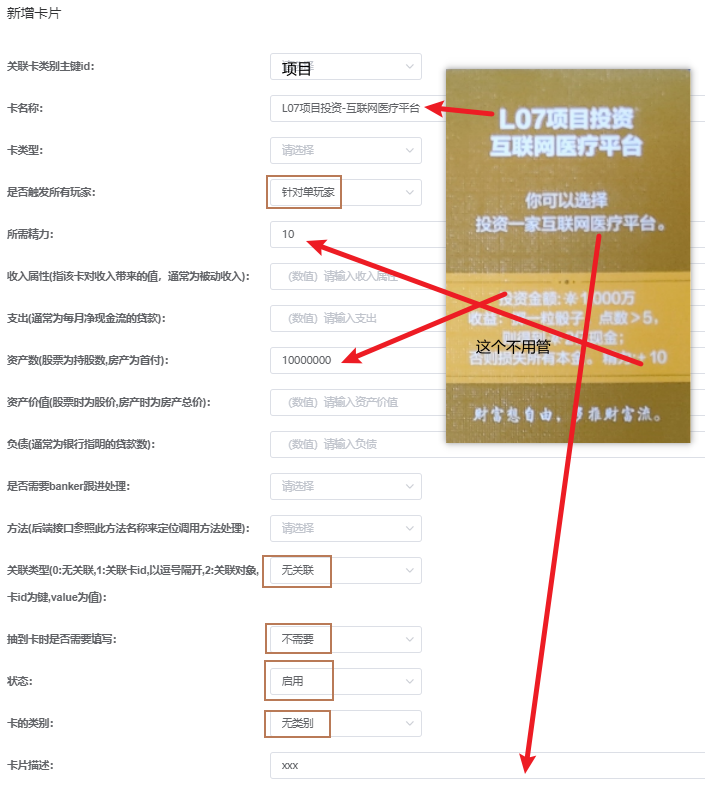 新增卡片
关联卡类别主键id:
项目
卡名称:
L07项目投资-互联网医疗平台
卡类型:
请选择
是否触发所有玩家:
针对单玩家
所需精力:
10
收入属性(指该卡对收入带来的值，通常为被动收入):
(数值) 请输入收入属性
支出(通常为每月净现金流的贷款):
(数值) 请输入支出
资产数(股票为持股数,房产为首付):
10000000
资产价值(股票时为股价,房产时为房产总价):
(数值) 请输入资产价值
负债(通常为银行指明的贷款数):
(数值) 请输入负债
是否需要banker跟进处理:
请选择
方法(后端接口参照此方法名称来定位调用方法处理):
请选择
关联类型(0:无关联,1:关联卡id,以逗号隔开,2:关联对象,
卡id为键,value为值):
无关联
抽到卡时是否需要填写:
不需要
状态:
启用
卡的类别:
无类别
卡片描述:
xxx
L07项目投资
互联网医疗平台
你可以选择
投资一家互联网医疗平台。
投资金额:
000万
收益:
一粒骰子
点数＞5,
现金;
这个不用管
否则损失所有本金。
10
财富想自由，
推财富流。